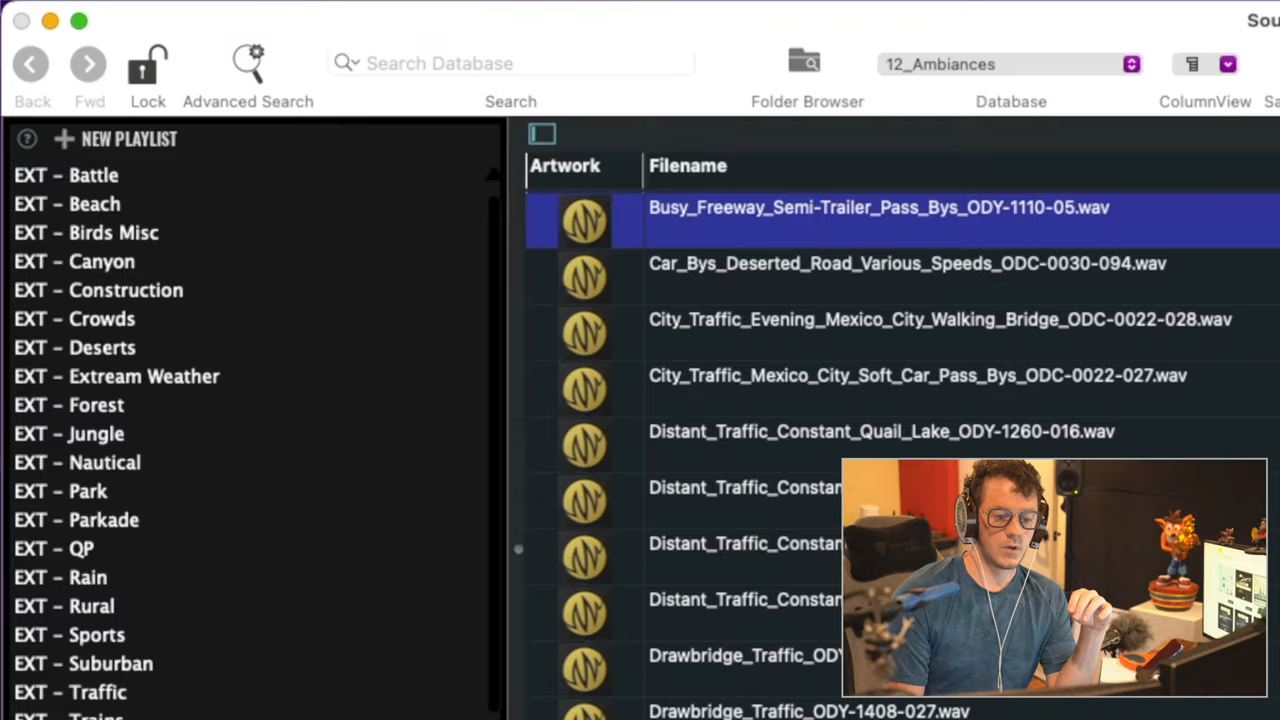 Sou
Search Database
12_Ambiances
Back
Fwd
Lock
Advanced Search
Search
Folder Browser
Database
ColumnView
Sa
? + NEW PLAYLIST
EXT – Battle
EXT – Beach
EXT – Birds Misc
EXT – Canyon
EXT – Construction
EXT – Crowds
EXT – Deserts
EXT – Extream Weather
EXT – Forest
EXT – Jungle
EXT – Nautical
EXT – Park
EXT – Parkade
EXT – QP
EXT – Rain
EXT – Rural
EXT – Sports
EXT – Suburban
EXT – Traffic
EXT – Trains
Artwork
Filename
Busy_Freeway_Semi-Trailer_Pass_Bys_ODY-1110-05.wav
Car_Bys_Deserted_Road_Various_Speeds_ODC-0030-094.wav
City_Traffic_Evening_Mexico_City_Walking_Bridge_ODC-0022-028.wav
City_Traffic_Mexico_City_Soft_Car_Pass_Bys_ODC-0022-027.wav
Distant_Traffic_Constant_Quail_Lake_ODY-1260-016.wav
Distant_Traffic_Constan
Distant_Traffic_Constan
Distant_Traffic_Constan
Drawbridge_Traffic_ODY
Drawbridge_Traffic_ODY-1408-027.wav